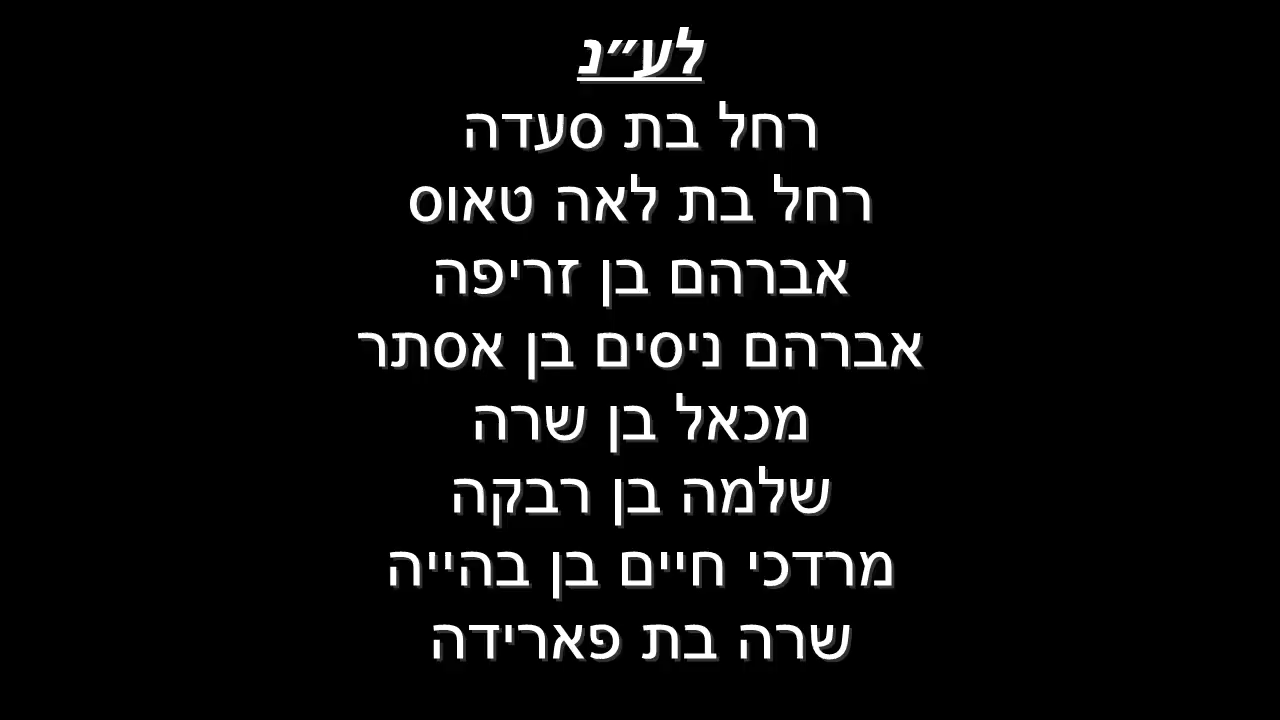 לע״נ
רחל בת סעדה
רחל בת לאה טאוס
אברהם בן זריפה
אברהם ניסים בן אסתר
מכאל בן שרה
שלמה בן רבקה
מרדכי חיים בן בהייה
שרה בת פארידה